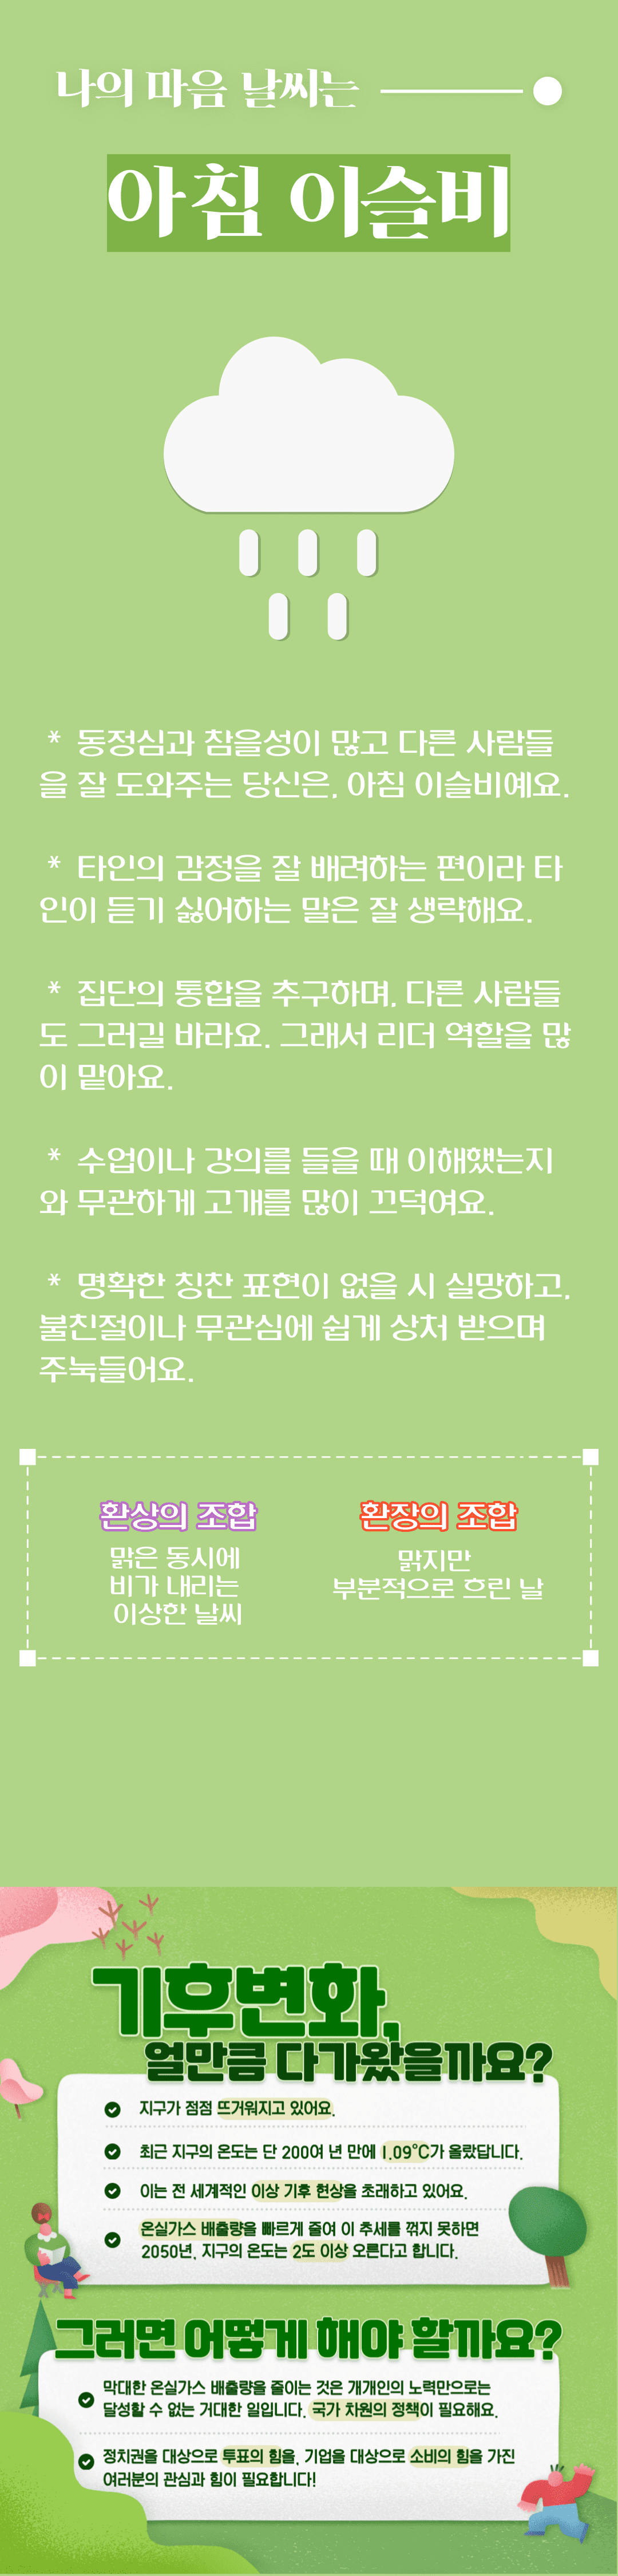 나의 마음 날씨는
아침 이슬비
* 동정심과 참을성이 많고 다른 사람들
을 잘 도와주는 당신은, 아침 이슬비예요.
* 타인의 감정을 잘 배려하는 편이라 타
인이 듣기 싫어하는 말은 잘 생략해요.
* 집단의 통합을 추구하며, 다른 사람들
도 그러길 바라요. 그래서 리더 역할을 많
이 맡아요.
* 수업이나 강의를 들을 때 이해했는지
와 무관하게 고개를 많이 끄덕여요.
* 명확한 칭찬 표현이 없을 시 실망하고,
불친절이나 무관심에 쉽게 상처 받으며
주눅들어요.
환상의 조합
맑은 동시에
비가 내리는
이상한 날씨
환장의 조합
맑지만
부분적으로 흐린 날
기후변화,
얼만큼 다가왔을까요?
지구가 점점 뜨거워지고 있어요.
최근 지구의 온도는 단 200여 년 만에 1.09°C가 올랐답니다.
이는 전 세계적인 이상 기후 현상을 초래하고 있어요.
온실가스 배출량을 빠르게 줄여 이 추세를 꺾지 못하면
2050년, 지구의 온도는 2도 이상 오른다고 합니다.
그러면 어떻게 해야 할까요?
막대한 온실가스 배출량을 줄이는 것은 개개인의 노력만으로는
달성할 수 없는 거대한 일입니다. 국가 차원의 정책이 필요해요.
정치권을 대상으로 투표의 힘을, 기업을 대상으로 소비의 힘을 가진
여러분의 관심과 힘이 필요합니다!